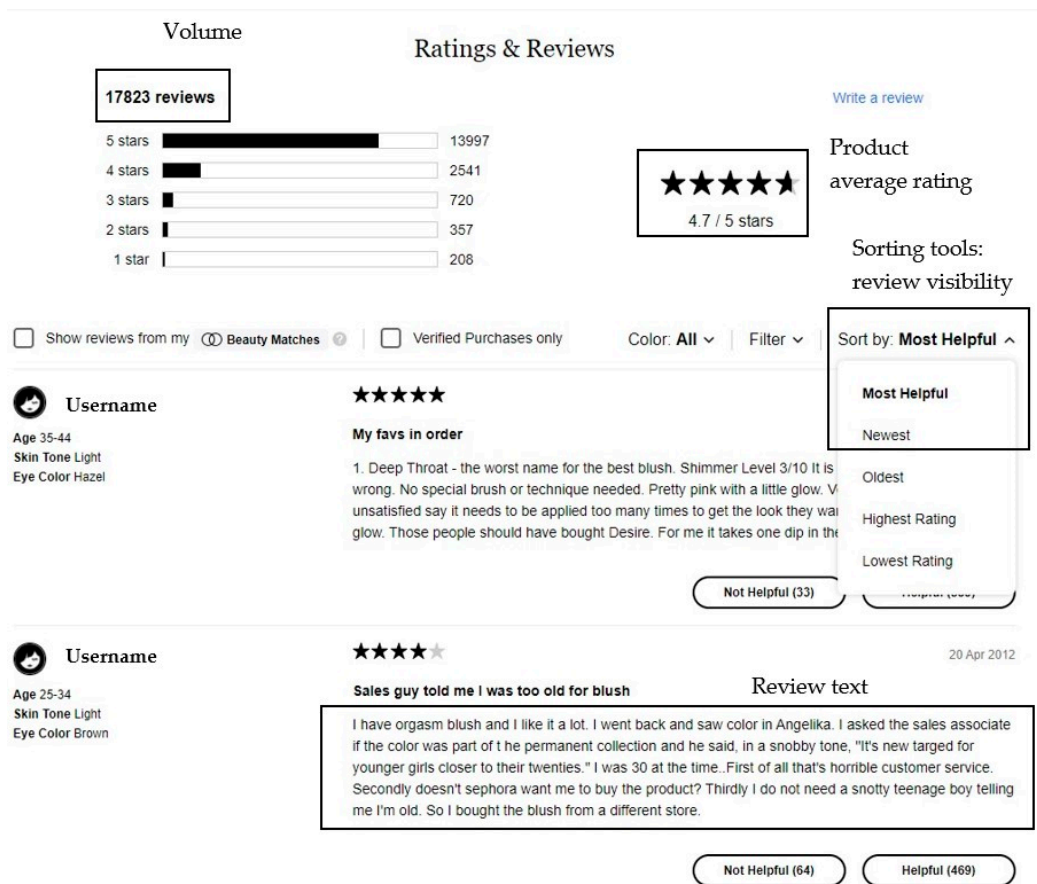 Volume
Ratings & Reviews
17823 reviews
Write a review
5 stars 13997
4 stars 2541
3 stars 720
2 stars 357
1 star 208
4.7 / 5 stars
Product
average rating
Sorting tools:
review visibility
Show reviews from my Beauty Matches ?
Verified Purchases only
Color: All
Filter
Sort by: Most Helpful
Most Helpful
Newest
Oldest
Highest Rating
Lowest Rating
Username
Age 35-44
Skin Tone Light
Eye Color Hazel
My favs in order
1. Deep Throat - the worst name for the best blush. Shimmer Level 3/10 It is
wrong. No special brush or technique needed. Pretty pink with a little glow.
unsatisfied say it needs to be applied too many times to get the look they
glow. Those people should have bought Desire. For me it takes one dip in the
Not Helpful (33)
Username
Age 25-34
Skin Tone Light
Eye Color Brown
20 Apr 2012
Sales guy told me I was too old for blush
Review text
I have orgasm blush and I like it a lot. I went back and saw color in Angelika. I asked the sales associate
if the color was part of t he permanent collection and he said, in a snobby tone, "It's new targed for
younger girls closer to their twenties." I was 30 at the time..First of all that's horrible customer service.
Secondly doesn't sephora want me to buy the product? Thirdly I do not need a snotty teenage boy telling
me I'm old. So I bought the blush from a different store.
Not Helpful (64)
Helpful (469)